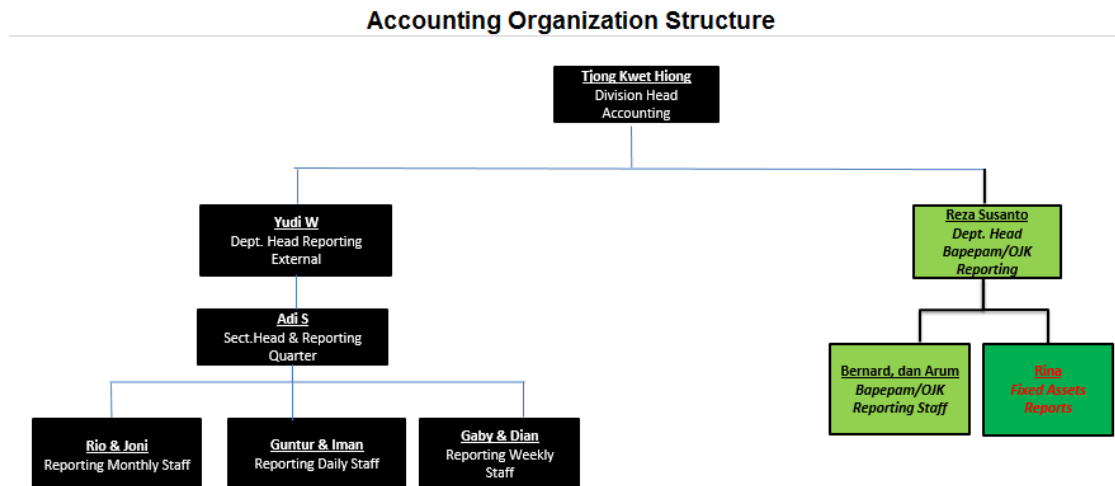 Accounting Organization Structure
Tjong Kwet Hiong
Division Head
Accounting
Yudi W
Dept. Head Reporting
External
Reza Susanto
Dept. Head
Bapepam/OJK
Reporting
Adi S
Sect.Head & Reporting
Quarter
Bernard, dan Arum
Bapepam/OJK
Reporting Staff
Rina
Fixed Assets
Reports
Rio & Joni
Reporting Monthly Staff
Guntur & Iman
Reporting Daily Staff
Gaby & Dian
Reporting Weekly
Staff